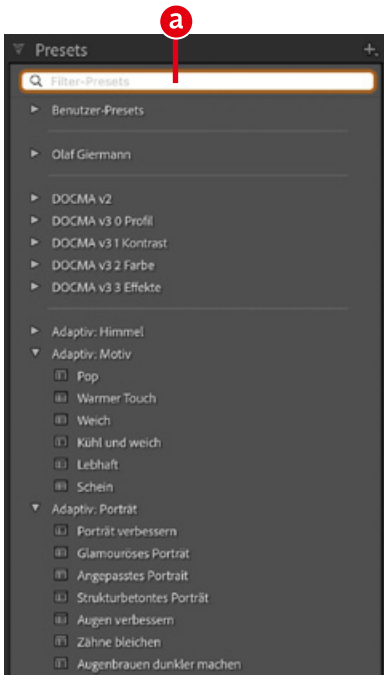 a
Presets
Filter-Presets
Benutzer-Presets
Olaf Giermann
DOCMA v2
DOCMA v3 0 Profil
DOCMA v3 1 Kontrast
DOCMA v3 2 Farbe
DOCMA v3 3 Effekte
Adaptiv: Himmel
Adaptiv: Motiv
Pop
Warmer Touch
Weich
Kühl und weich
Lebhaft
Schein
Adaptiv: Porträt
Porträt verbessern
Glamouröses Porträt
Angepasstes Portrait
Strukturbetontes Porträt
Augen verbessern
Zähne bleichen
Augenbrauen dunkler machen